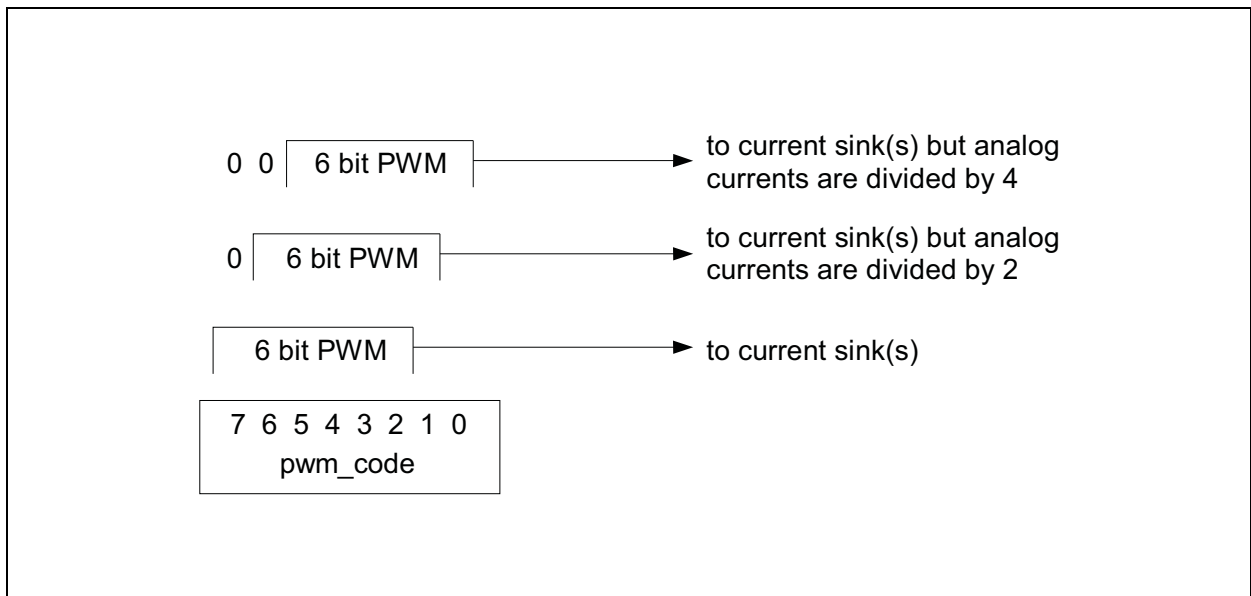 0 0 6 bit PWM
to current sink(s) but analog
currents are divided by 4
0 6 bit PWM
to current sink(s) but analog
currents are divided by 2
6 bit PWM
to current sink(s)
7 6 5 4 3 2 1 0
pwm_code